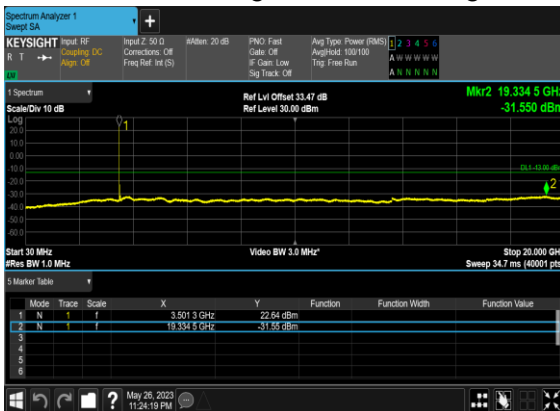 Spectrum Analyzer 1
Swept SA
+
KEYSIGHT
R T
LV
Input: RF
Coupling: DC
Align: Off
Input Z: 50 Ω
Corrections: Off
Freq Ref: Int (S)
#Atten: 20 dB
PNO: Fast
Gate: Off
IF Gain: Low
Sig Track: Off
Avg Type: Power (RMS)
Avg|Hold: 100/100
Trig: Free Run
1 2 3 4 5 6
A W W W W W
A N N N N N
1 Spectrum
Scale/Div 10 dB
Ref Lvl Offset 33.47 dB
Ref Level 30.00 dBm
Mkr2 19.334 5 GHz
-31.550 dBm
Log
20.0
10.0
0.00
-10.0
-20.0
-30.0
-40.0
-50.0
-60.0
1
DL1 -13.00 dBm
2
Start 30 MHz
#Res BW 1.0 MHz
Video BW 3.0 MHz*
Stop 20.000 GH
Sweep 34.7 ms (40001 pts
5 Marker Table
Mode Trace Scale X Y Function Function Width Function Value
1 N 1 f 3.501 3 GHz 22.64 dBm
2 N 1 f 19.334 5 GHz -31.55 dBm
3
4
5
6
?
May 26, 2023
11:24:19 PM